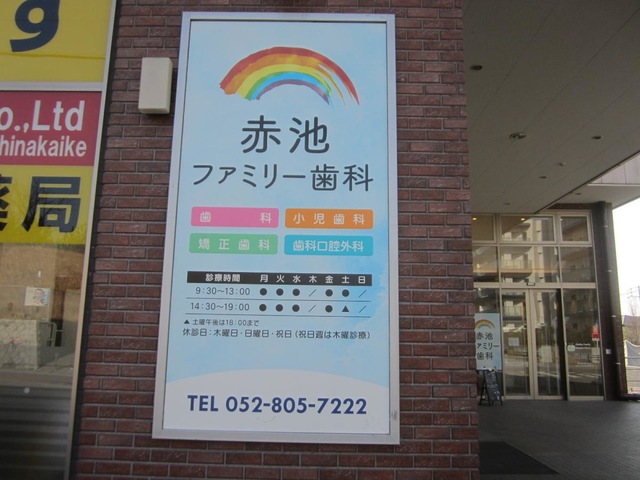 g
o.,Ltd
hinakaike
薬局
赤池
ファミリー歯科
歯科 小児歯科
矯正歯科 歯科口腔外科
診療時間 月 火 水 木 金 土 日
9:30〜13:00 ● ● ● / ● ● /
14:30〜19:00 ● ● ● / ● ▲ /
▲ 土曜午後は18:00まで
休診日:木曜日・日曜日・祝日(祝日週は木曜診療)
TEL 052-805-7222
赤池
ファミリー
歯科